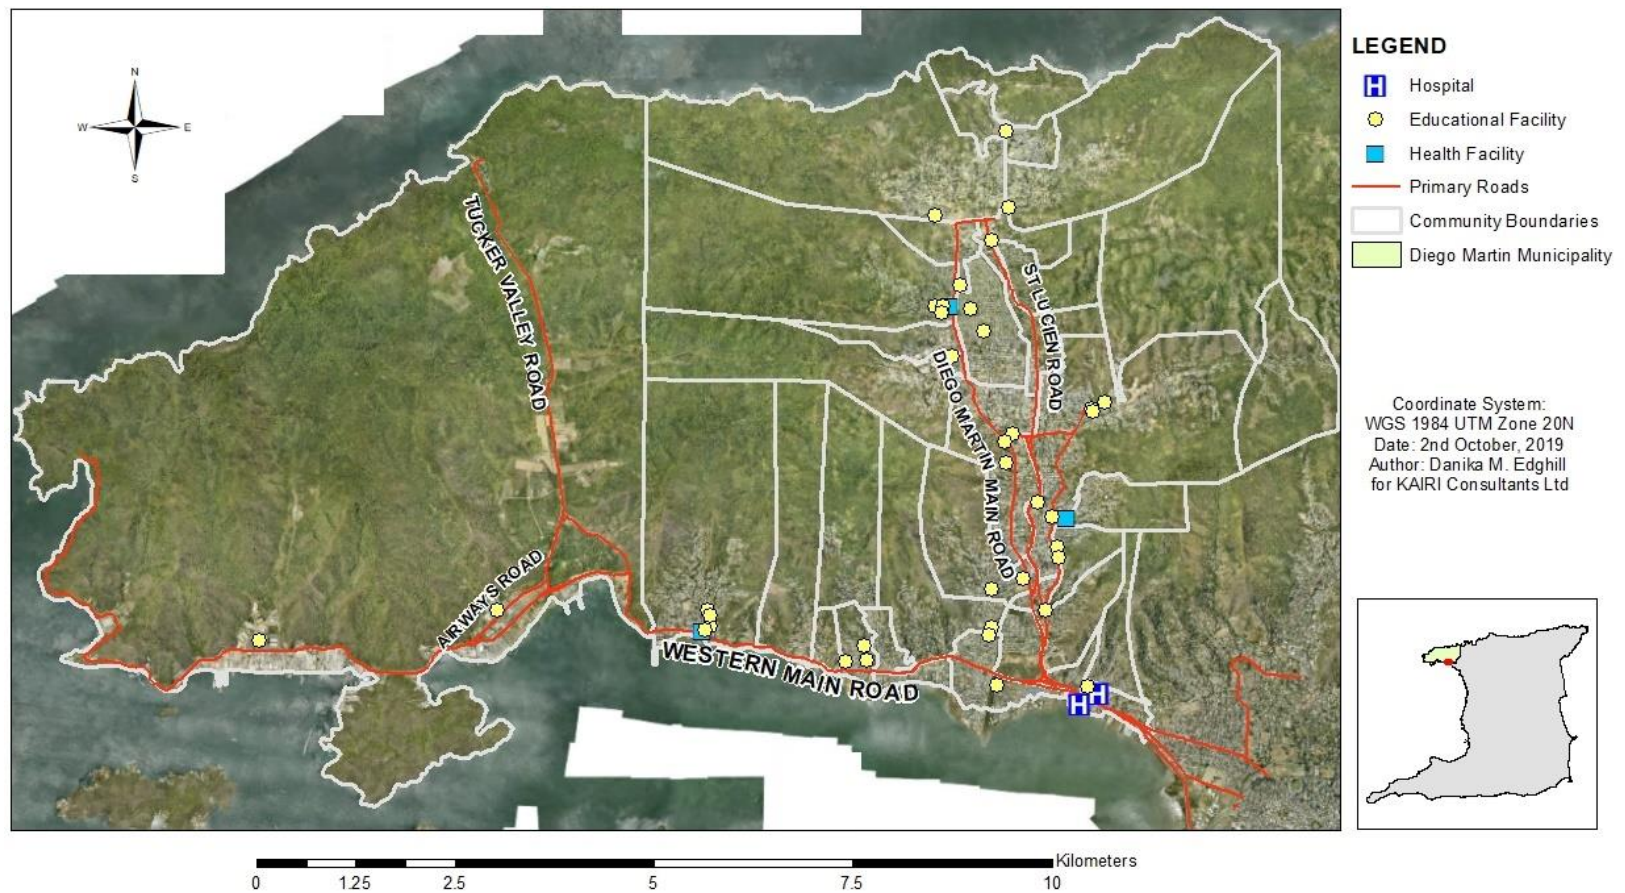 N
W
E
S
TUCKER VALLEY ROAD
ST LUCIEN ROAD
DIEGO MARTIN MAIN ROAD
AIRWAYS ROAD
WESTERN MAIN ROAD
H
H
LEGEND
H Hospital
Educational Facility
Health Facility
Primary Roads
Community Boundaries
Diego Martin Municipality
Coordinate System:
WGS 1984 UTM Zone 20N
Date: 2nd October, 2019
Author: Danika M. Edghill
for KAIRI Consultants Ltd
Kilometers
0 1.25 2.5 5 7.5 10